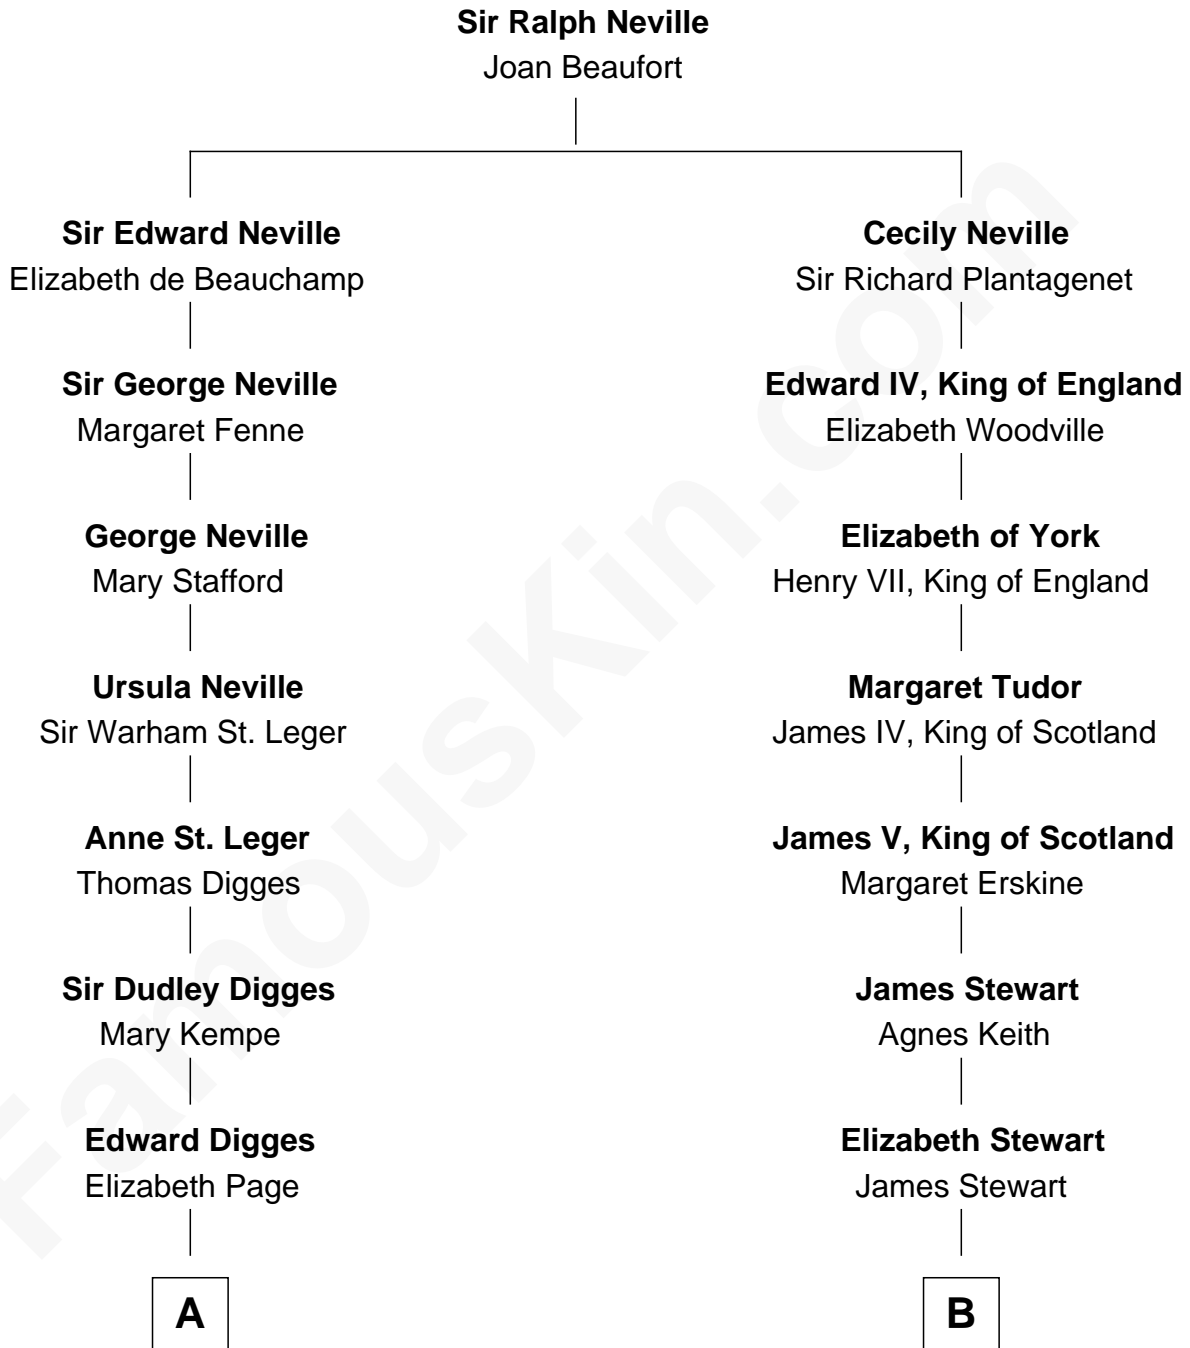 Sir Ralph Neville
Joan Beaufort
Sir Edward Neville
Elizabeth de Beauchamp
Cecily Neville
Sir Richard Plantagenet
Sir George Neville
Margaret Fenne
Edward IV, King of England
Elizabeth Woodville
George Neville
Mary Stafford
Elizabeth of York
Henry VII, King of England
Ursula Neville
Sir Warham St. Leger
Margaret Tudor
James IV, King of Scotland
Anne St. Leger
Thomas Digges
James V, King of Scotland
Margaret Erskine
Sir Dudley Digges
Mary Kempe
James Stewart
Agnes Keith
Edward Digges
Elizabeth Page
Elizabeth Stewart
James Stewart
A
B
FamousKin.com